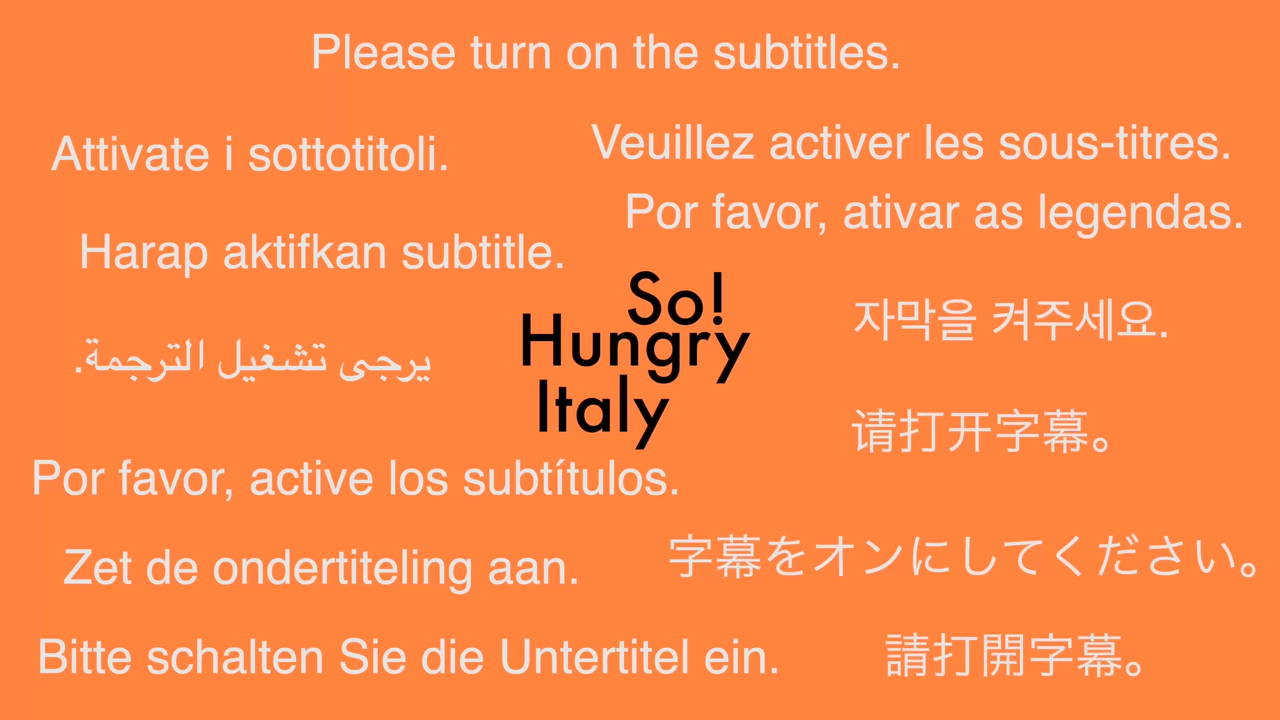 Please turn on the subtitles.
Attivate i sottotitoli.
Veuillez activer les sous-titres.
Por favor, ativar as legendas.
Harap aktifkan subtitle.
So!
Hungry
Italy
자막을 켜주세요.
يرجى تشغيل الترجمة.
请打开字幕。
Por favor, active los subtítulos.
字幕をオンにしてください。
Zet de ondertiteling aan.
Bitte schalten Sie die Untertitel ein.
請打開字幕。